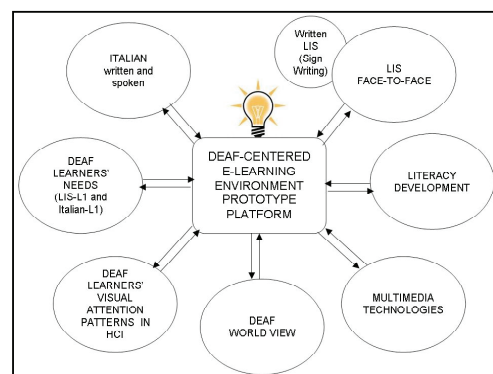 ITALIAN
written and
spoken
Written
LIS
(Sign
Writing)
LIS
FACE-TO-FACE
DEAF
LEARNERS'
NEEDS
(LIS-L1 and
Italian-L1)
DEAF-CENTERED
E-LEARNING
ENVIRONMENT
PROTOTYPE
PLATFORM
LITERACY
DEVELOPMENT
DEAF
LEARNERS'
VISUAL
ATTENTION
PATTERNS IN
HCI
DEAF
WORLD VIEW
MULTIMEDIA
TECHNOLOGIES